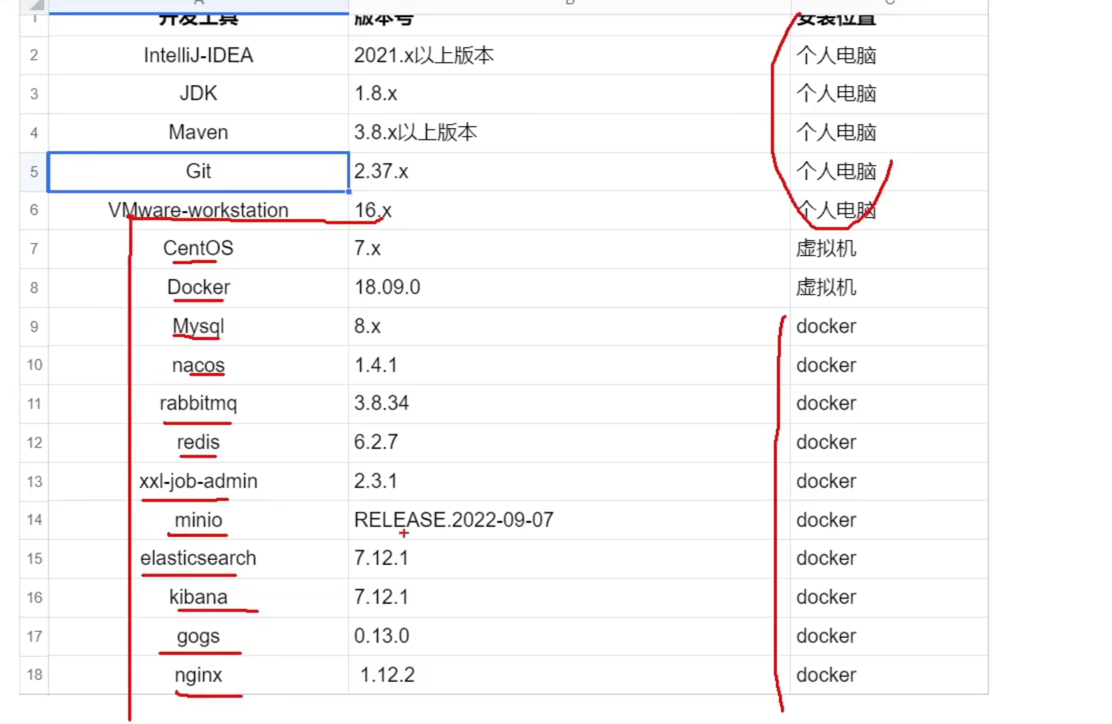 A B C
1 开发工具 版本号 安装位置
2 IntelliJ-IDEA 2021.x以上版本 个人电脑
3 JDK 1.8.x 个人电脑
4 Maven 3.8.x以上版本 个人电脑
5 Git 2.37.x 个人电脑
6 VMware-workstation 16.x 个人电脑
7 CentOS 7.x 虚拟机
8 Docker 18.09.0 虚拟机
9 Mysql 8.x docker
10 nacos 1.4.1 docker
11 rabbitmq 3.8.34 docker
12 redis 6.2.7 docker
13 xxl-job-admin 2.3.1 docker
14 minio RELEASE.2022-09-07 docker
15 elasticsearch 7.12.1 docker
16 kibana 7.12.1 docker
17 gogs 0.13.0 docker
18 nginx 1.12.2 docker